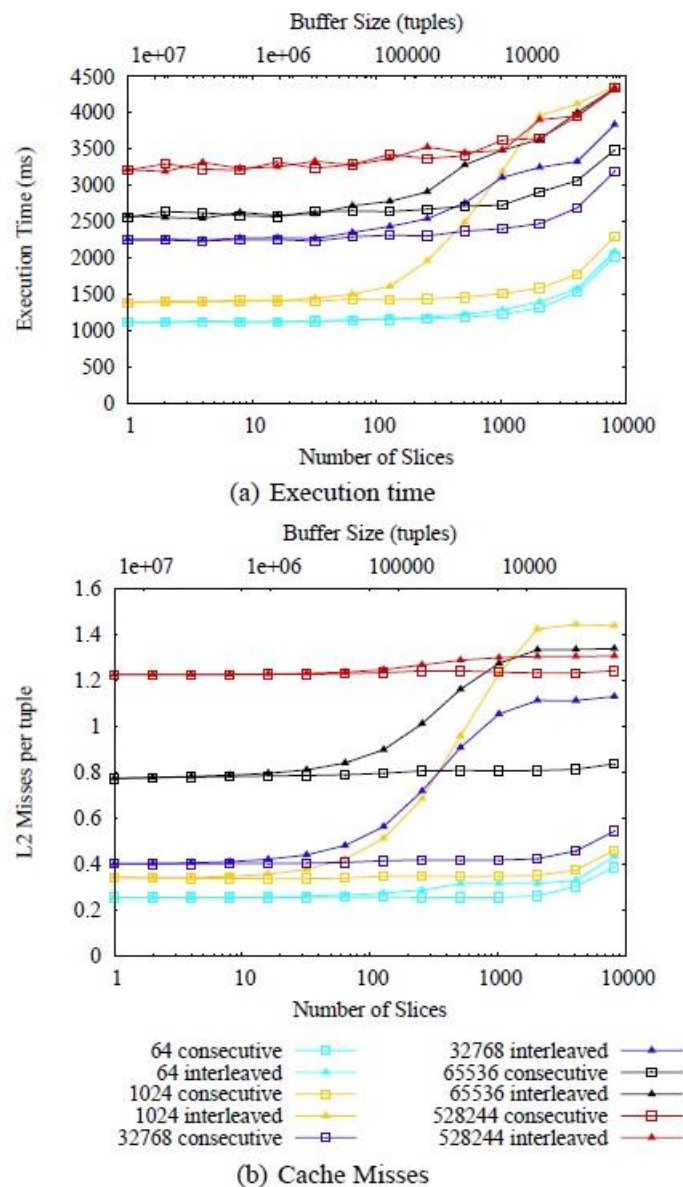 Buffer Size (tuples)
1e+07 1e+06 100000 10000
4500
4000
3500
3000
2500
2000
1500
1000
500
0
Execution Time (ms)
1 10 100 1000 10000
Number of Slices
(a) Execution time
Buffer Size (tuples)
1e+07 1e+06 100000 10000
1.6
1.4
1.2
1
0.8
0.6
0.4
0.2
0
L2 Misses per tuple
1 10 100 1000 10000
Number of Slices
64 consecutive
64 interleaved
1024 consecutive
1024 interleaved
32768 consecutive
32768 interleaved
65536 consecutive
65536 interleaved
528244 consecutive
528244 interleaved
(b) Cache Misses